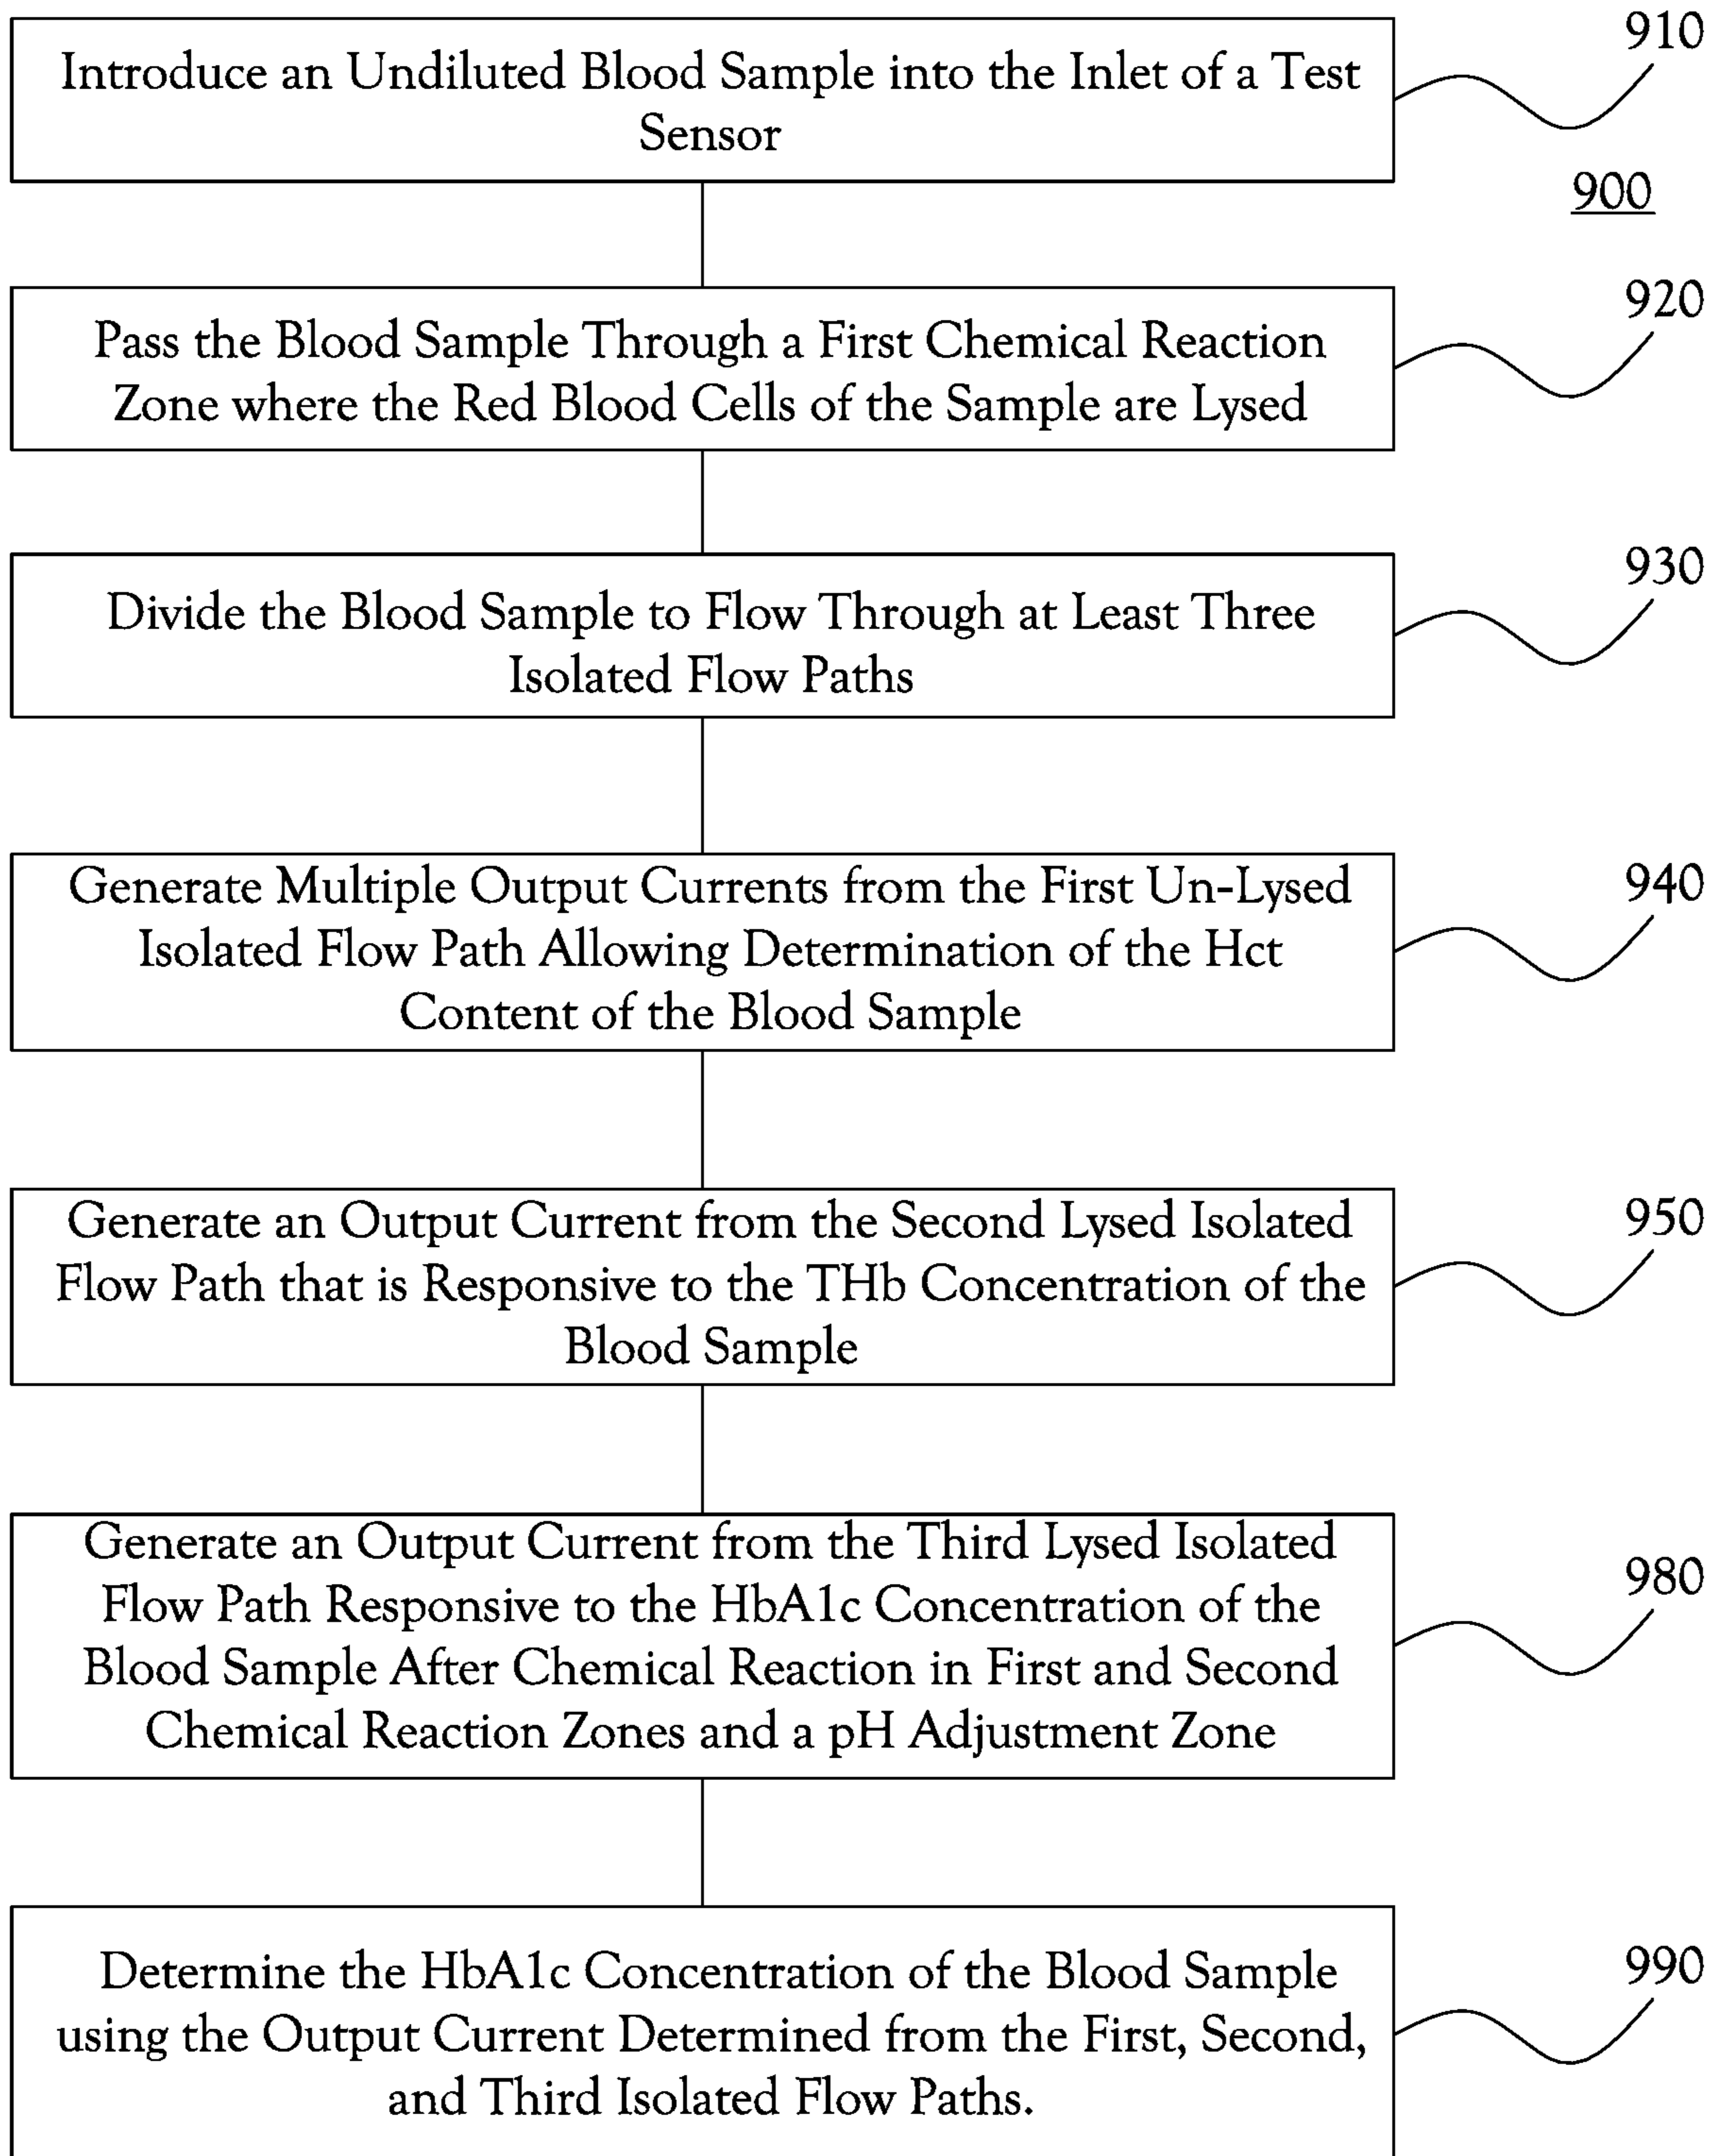 910
Introduce an Undiluted Blood Sample into the Inlet of a Test
Sensor
900
920
Pass the Blood Sample Through a First Chemical Reaction
Zone where the Red Blood Cells of the Sample are Lysed
930
Divide the Blood Sample to Flow Through at Least Three
Isolated Flow Paths
940
Generate Multiple Output Currents from the First Un-Lysed
Isolated Flow Path Allowing Determination of the Hct
Content of the Blood Sample
950
Generate an Output Current from the Second Lysed Isolated
Flow Path that is Responsive to the THb Concentration of the
Blood Sample
980
Generate an Output Current from the Third Lysed Isolated
Flow Path Responsive to the HbA1c Concentration of the
Blood Sample After Chemical Reaction in First and Second
Chemical Reaction Zones and a pH Adjustment Zone
990
Determine the HbA1c Concentration of the Blood Sample
using the Output Current Determined from the First, Second,
and Third Isolated Flow Paths.